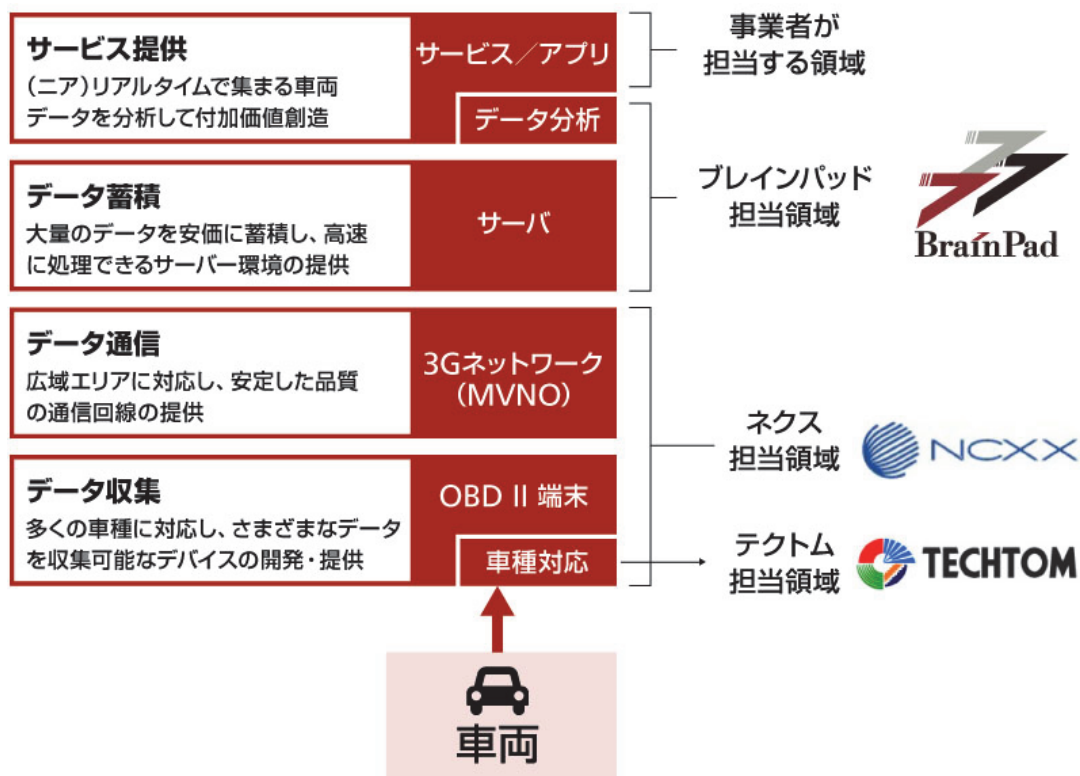 サービス提供
(ニア)リアルタイムで集まる車両
データを分析して付加価値創造
サービス／アプリ
データ分析
事業者が
担当する領域
データ蓄積
大量のデータを安価に蓄積し、高速
に処理できるサーバー環境の提供
サーバ
ブレインパッド
担当領域
BrainPad
データ通信
広域エリアに対応し、安定した品質
の通信回線の提供
3Gネットワーク
(MVNO)
ネクス
担当領域
NCXX
データ収集
多くの車種に対応し、さまざまなデータ
を収集可能なデバイスの開発・提供
OBD II 端末
車種対応
テクトム
担当領域
TECHTOM
車両